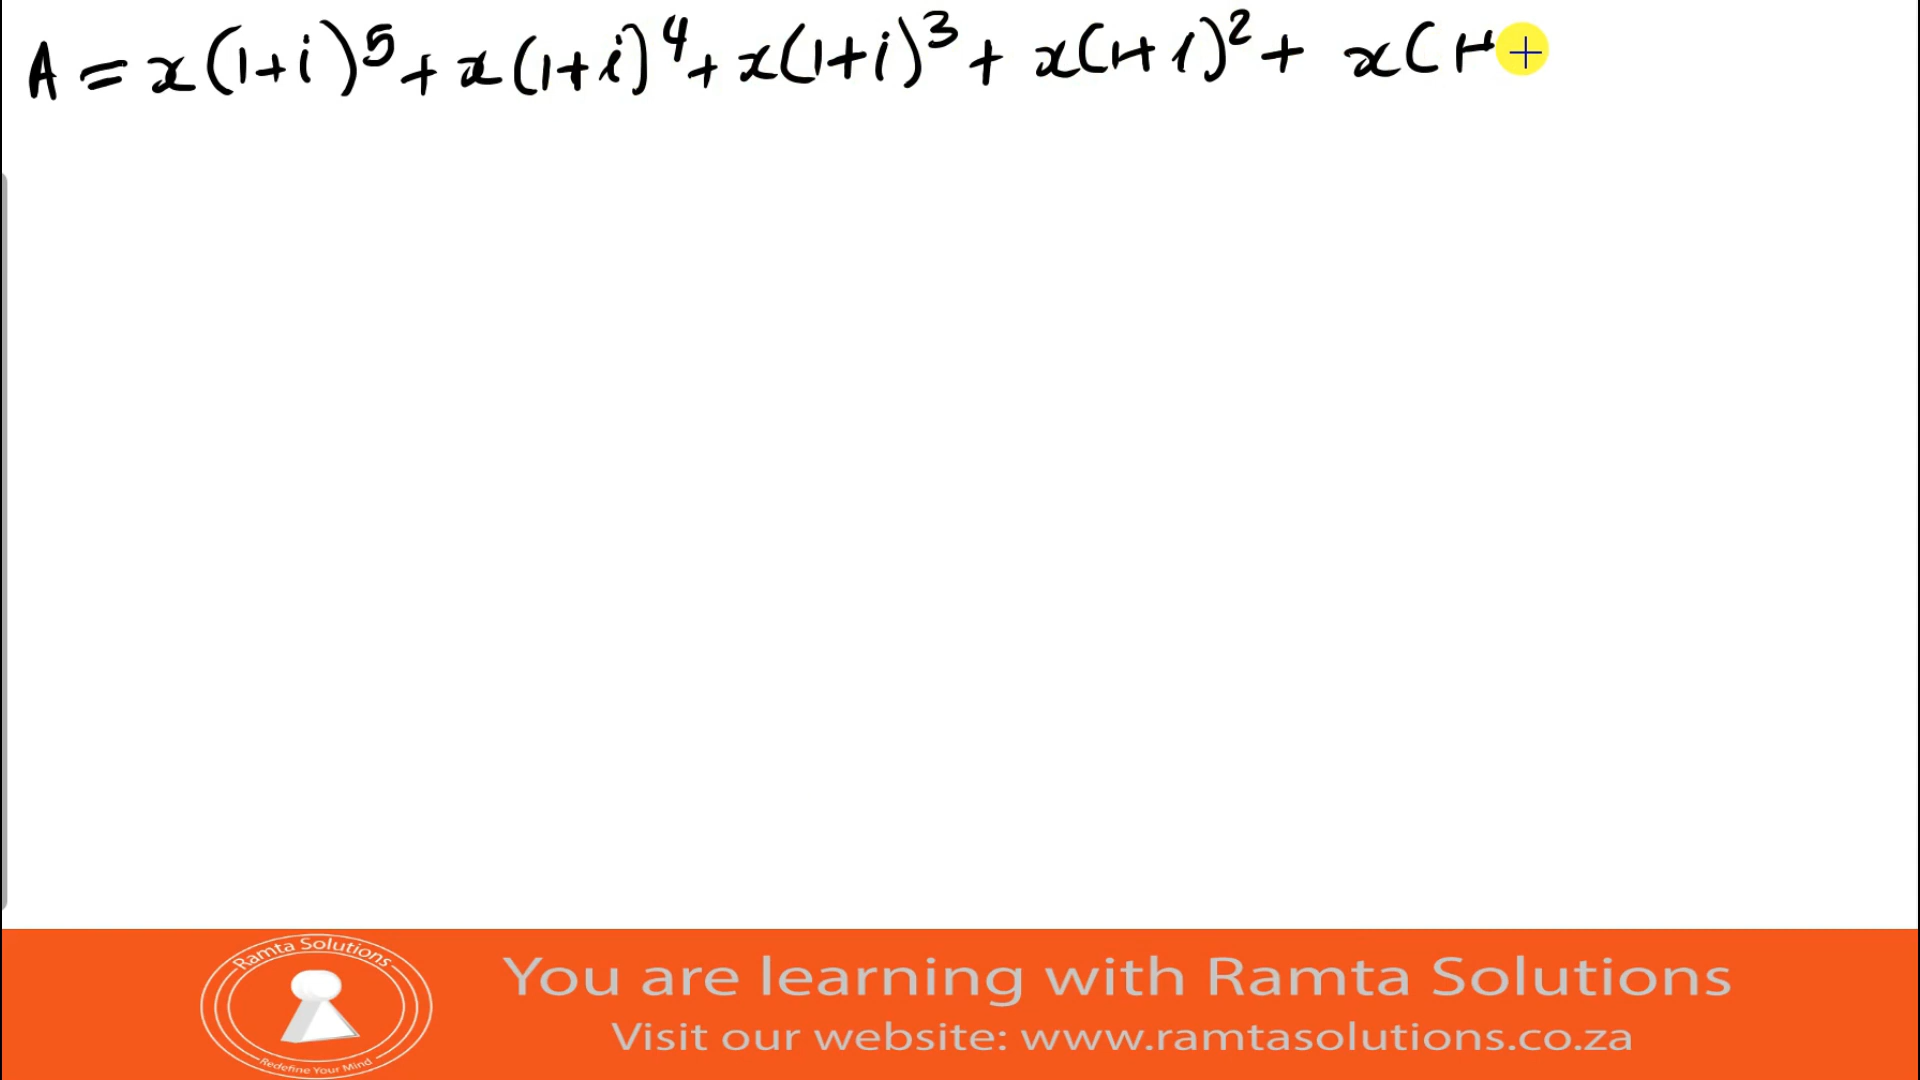 A = x(1+i)⁵ + x(1+i)⁴ + x(1+i)³ + x(1+i)² + x(1+
Ramta Solutions
Redefine Your Mind
You are learning with Ramta Solutions
Visit our website: www.ramtasolutions.co.za